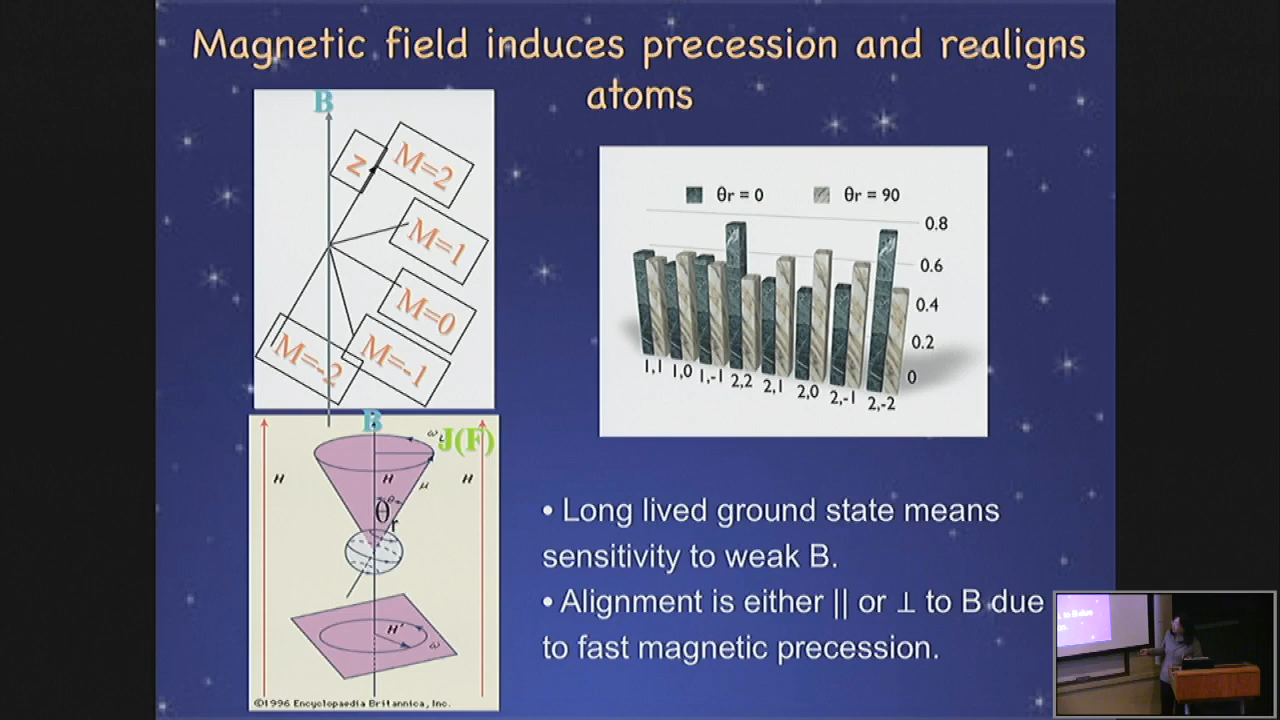 Magnetic field induces precession and realigns
atoms
B
z
M=2
M=1
M=0
M=-1
M=-2
θr = 0
θr = 90
0.8
0.6
0.4
0.2
0
1,1
1,0
1,-1
2,2
2,1
2,0
2,-1
2,-2
B
J(F)
ω
L
H
H
H
μ
θ
θr
H'
ω
©1996 Encyclopaedia Britannica, Inc.
• Long lived ground state means
sensitivity to weak B.
• Alignment is either || or ⊥ to B due
to fast magnetic precession.
⊥ to B due
on.